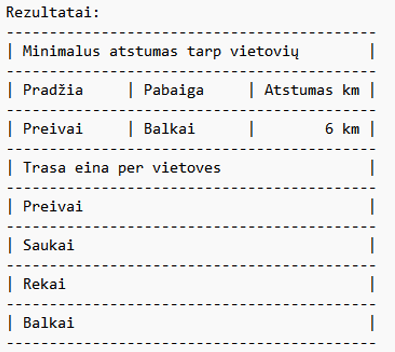 Rezultatai:
-----------------------------------------
| Minimalus atstumas tarp vietovių        |
-----------------------------------------
| Pradžia     | Pabaiga     | Atstumas km |
-----------------------------------------
| Preivai     | Balkai      |        6 km |
-----------------------------------------
| Trasa eina per vietoves                 |
-----------------------------------------
| Preivai                                 |
-----------------------------------------
| Saukai                                  |
-----------------------------------------
| Rekai                                   |
-----------------------------------------
| Balkai                                  |
-----------------------------------------